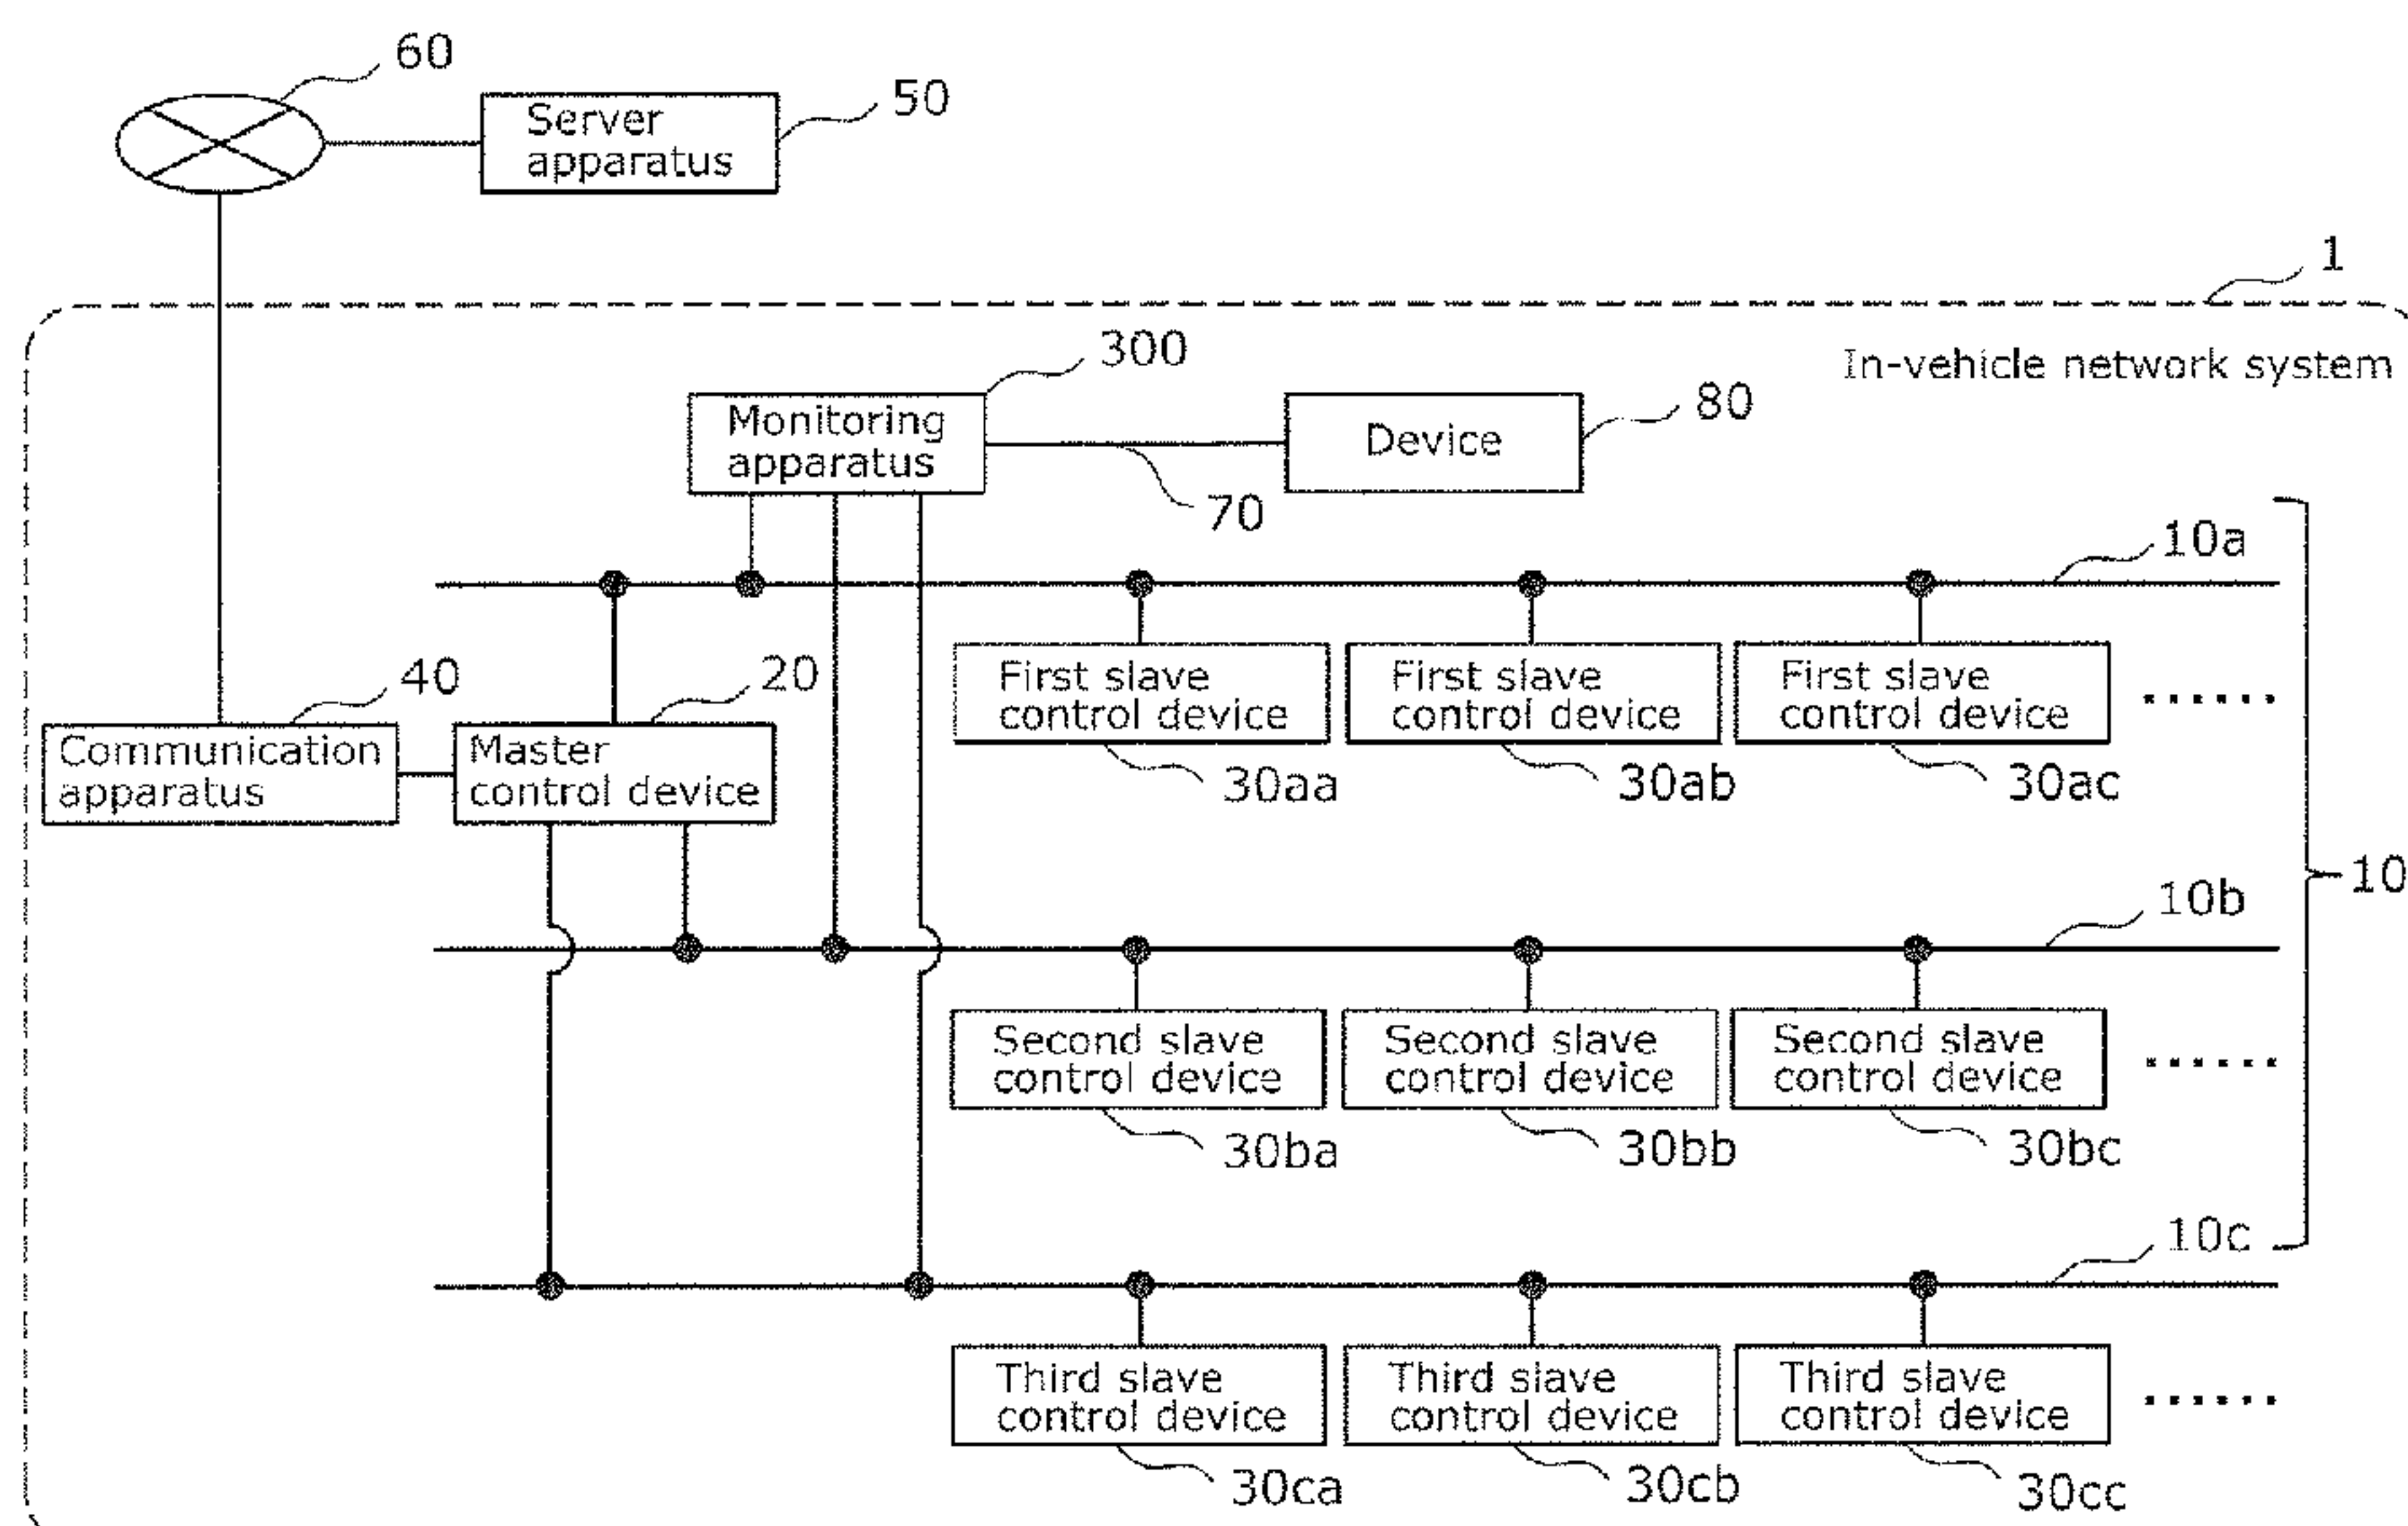 60
50
Server
apparatus
1
In-vehicle network system
300
Monitoring
apparatus
80
Device
70
10a
40
20
Communication
apparatus
Master
control device
First slave
control device
First slave
control device
First slave
control device
......
30aa
30ab
30ac
10
10b
Second slave
control device
Second slave
control device
Second slave
control device
......
30ba
30bb
30bc
10c
Third slave
control device
Third slave
control device
Third slave
control device
......
30ca
30cb
30cc